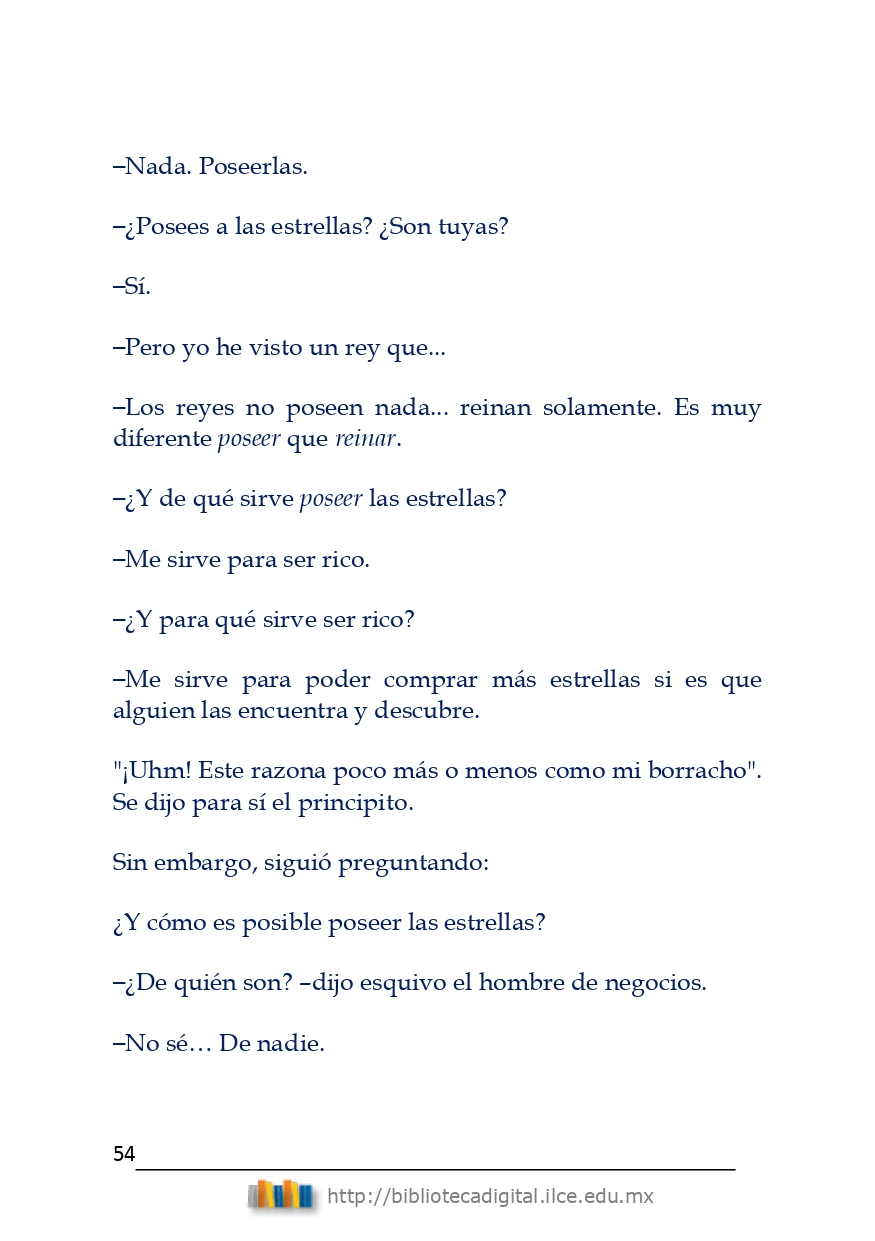 –Nada. Poseerlas.
–¿Posees a las estrellas? ¿Son tuyas?
–Sí.
–Pero yo he visto un rey que...
–Los reyes no poseen nada... reinan solamente. Es muy
diferente poseer que reinar.
–¿Y de qué sirve poseer las estrellas?
–Me sirve para ser rico.
–¿Y para qué sirve ser rico?
–Me sirve para poder comprar más estrellas si es que
alguien las encuentra y descubre.
"¡Uhm! Este razona poco más o menos como mi borracho".
Se dijo para sí el principito.
Sin embargo, siguió preguntando:
¿Y cómo es posible poseer las estrellas?
–¿De quién son? –dijo esquivo el hombre de negocios.
–No sé… De nadie.
54
http://bibliotecadigital.ilce.edu.mx